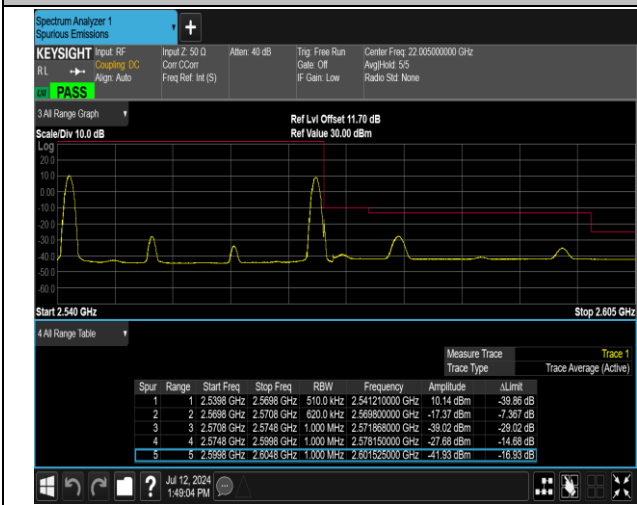 Spectrum Analyzer 1
Spurious Emissions
+
KEYSIGHT Input: RF Input Z: 50 Ω Atten: 40 dB Trig: Free Run Center Freq: 22.005000000 GHz
RL Coupling: DC Corr CCorr Gate: Off Avg|Hold: 5/5
Align: Auto Freq Ref: Int (S) IF Gain: Low Radio Std: None
PASS
3 All Range Graph
Ref Lvl Offset 11.70 dB
Scale/Div 10.0 dB Ref Value 30.00 dBm
Log
20.0
10.0
0.00
-10.0
-20.0
-30.0
-40.0
-50.0
-60.0
Start 2.540 GHz Stop 2.605 GHz
4 All Range Table
Measure Trace Trace 1
Trace Type Trace Average (Active)
Spur Range Start Freq Stop Freq RBW Frequency Amplitude ΔLimit
1 1 2.5398 GHz 2.5698 GHz 510.0 kHz 2.541210000 GHz 10.14 dBm -39.86 dB
2 2 2.5698 GHz 2.5708 GHz 620.0 kHz 2.569800000 GHz -17.37 dBm -7.367 dB
3 3 2.5708 GHz 2.5748 GHz 1.000 MHz 2.571868000 GHz -39.02 dBm -29.02 dB
4 4 2.5748 GHz 2.5998 GHz 1.000 MHz 2.578150000 GHz -27.68 dBm -14.68 dB
5 5 2.5998 GHz 2.6048 GHz 1.000 MHz 2.601525000 GHz -41.93 dBm -16.93 dB
? Jul 12, 2024
1:49:04 PM